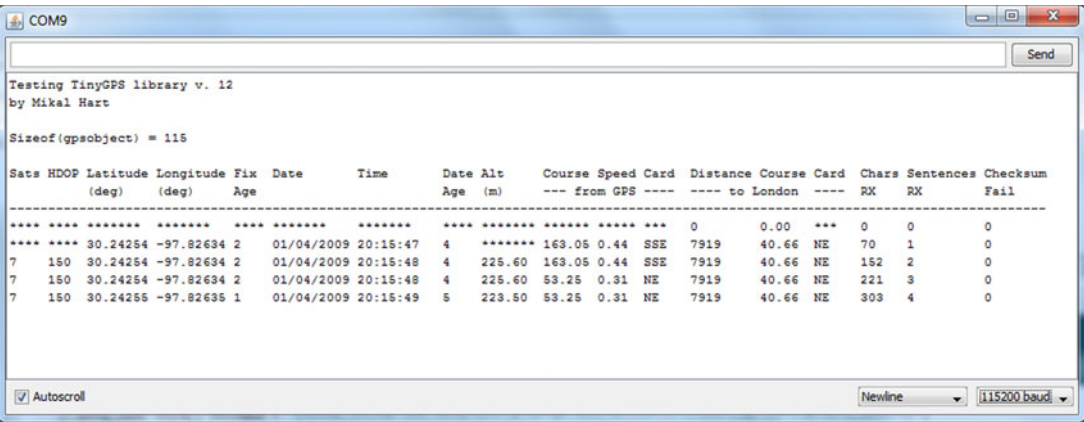 COM9
Send
Testing TinyGPS library v. 12
by Mikal Hart
Sizeof(gpsobject) = 115
Sats HDOP Latitude Longitude Fix Date Time Date Alt Course Speed Card Distance Course Card Chars Sentences Checksum
(deg) (deg) Age Age (m) --- from GPS ---- ---- to London ---- RX RX Fail
**** **** ******* ******* **** ******* ******* **** ******* ****** ***** *** 0 0.00 *** 0 0 0
**** **** 30.24254 -97.82634 2 01/04/2009 20:15:47 4 ******* 163.05 0.44 SSE 7919 40.66 NE 70 1 0
7 150 30.24254 -97.82634 2 01/04/2009 20:15:48 4 225.60 163.05 0.44 SSE 7919 40.66 NE 152 2 0
7 150 30.24254 -97.82634 2 01/04/2009 20:15:48 4 225.60 53.25 0.31 NE 7919 40.66 NE 221 3 0
7 150 30.24255 -97.82635 1 01/04/2009 20:15:49 5 223.50 53.25 0.31 NE 7919 40.66 NE 303 4 0
Autoscroll
Newline
115200 baud